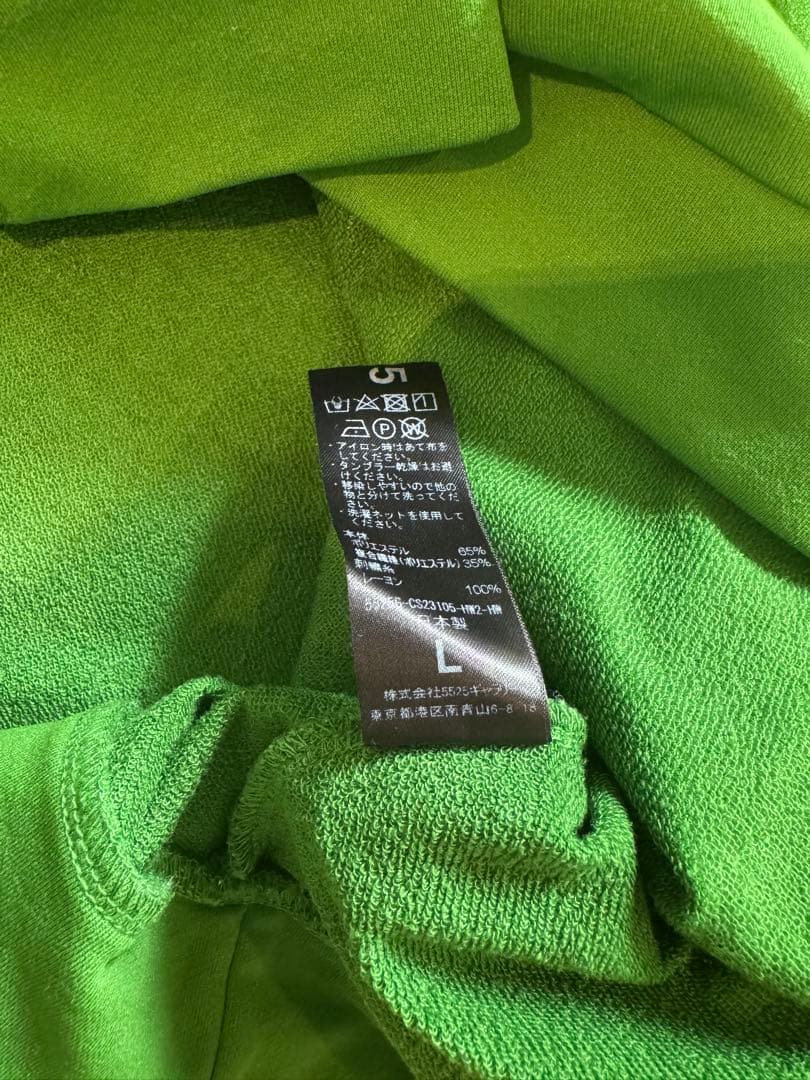 5
P W
・アイロン時はあて布を
してください。
・タンブラー乾燥はお避
けください。
・移染しやすいので他の
物と分けて洗ってくだ
さい。
・洗濯ネットを使用して
ください。
本体
ポリエステル 65%
複合繊維(ポリエステル) 35%
刺繍糸
レーヨン 100%
-CS23105-HW2-HW
日本製
L
株式会社5525ギャラリー
東京都港区南青山6-8-18